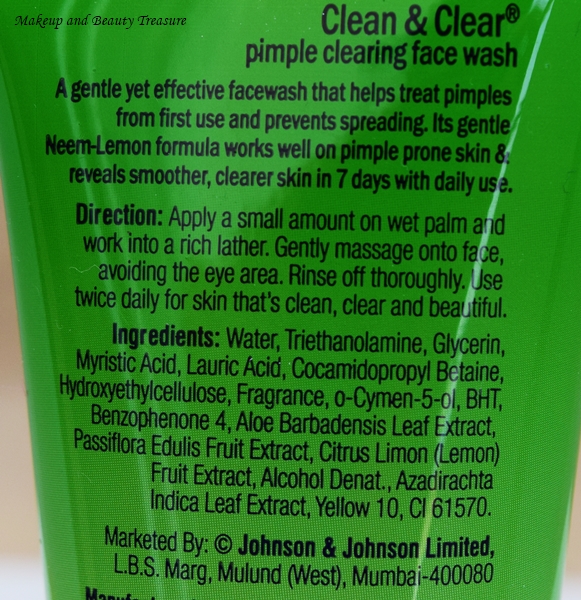 Makeup and Beauty Treasure
Clean & Clear®
pimple clearing face wash
A gentle yet effective facewash that helps treat pimples
from first use and prevents spreading. Its gentle
Neem-Lemon formula works well on pimple prone skin &
reveals smoother, clearer skin in 7 days with daily use.
Direction: Apply a small amount on wet palm and
work into a rich lather. Gently massage onto face,
avoiding the eye area. Rinse off thoroughly. Use
twice daily for skin that's clean, clear and beautiful.
Ingredients: Water, Triethanolamine, Glycerin,
Myristic Acid, Lauric Acid, Cocamidopropyl Betaine,
Hydroxyethylcellulose, Fragrance, o-Cymen-5-ol, BHT,
Benzophenone 4, Aloe Barbadensis Leaf Extract,
Passiflora Edulis Fruit Extract, Citrus Limon (Lemon)
Fruit Extract, Alcohol Denat., Azadirachta
Indica Leaf Extract, Yellow 10, CI 61570.
Marketed By: © Johnson & Johnson Limited,
L.B.S. Marg, Mulund (West), Mumbai-400080